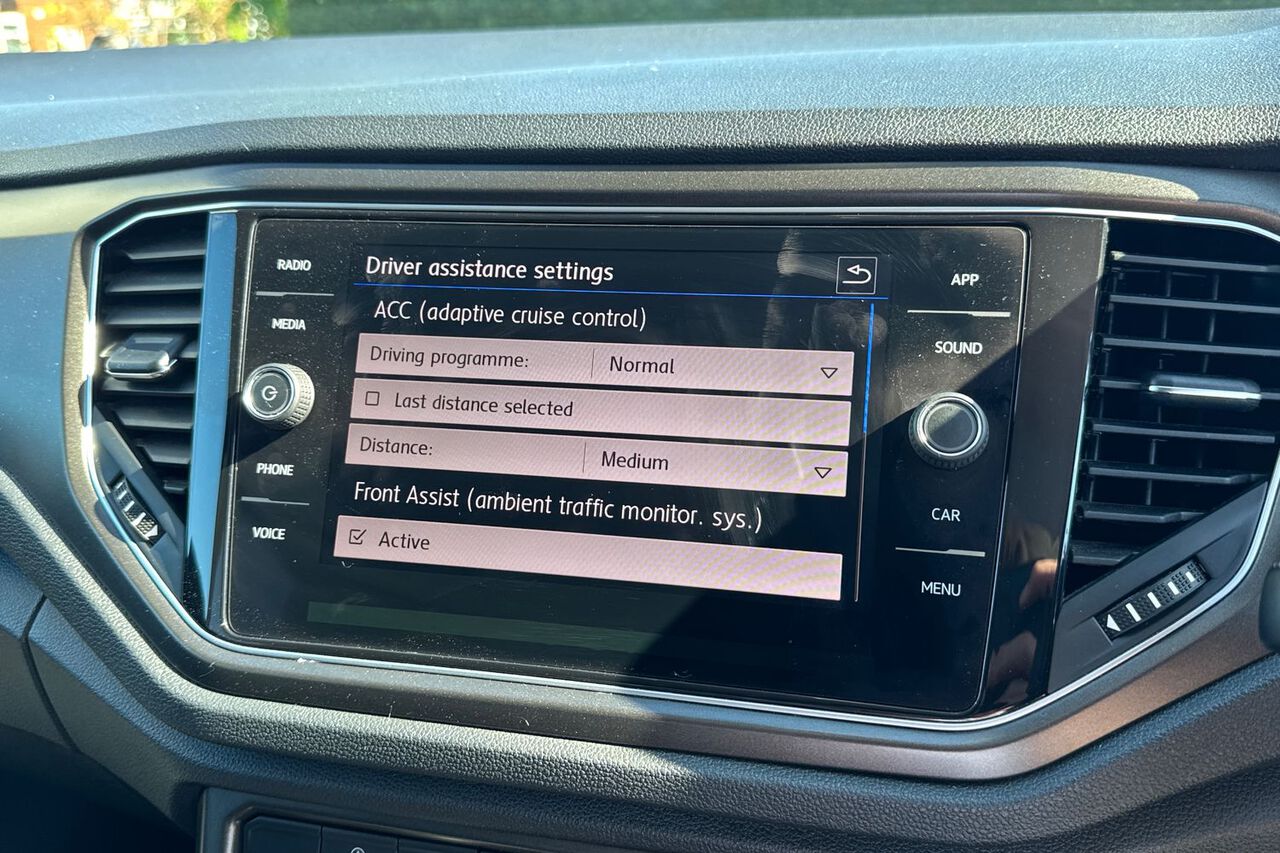 RADIO
MEDIA
PHONE
VOICE
Driver assistance settings
ACC (adaptive cruise control)
Driving programme: Normal
Last distance selected
Distance: Medium
Front Assist (ambient traffic monitor. sys.)
Active
APP
SOUND
CAR
MENU